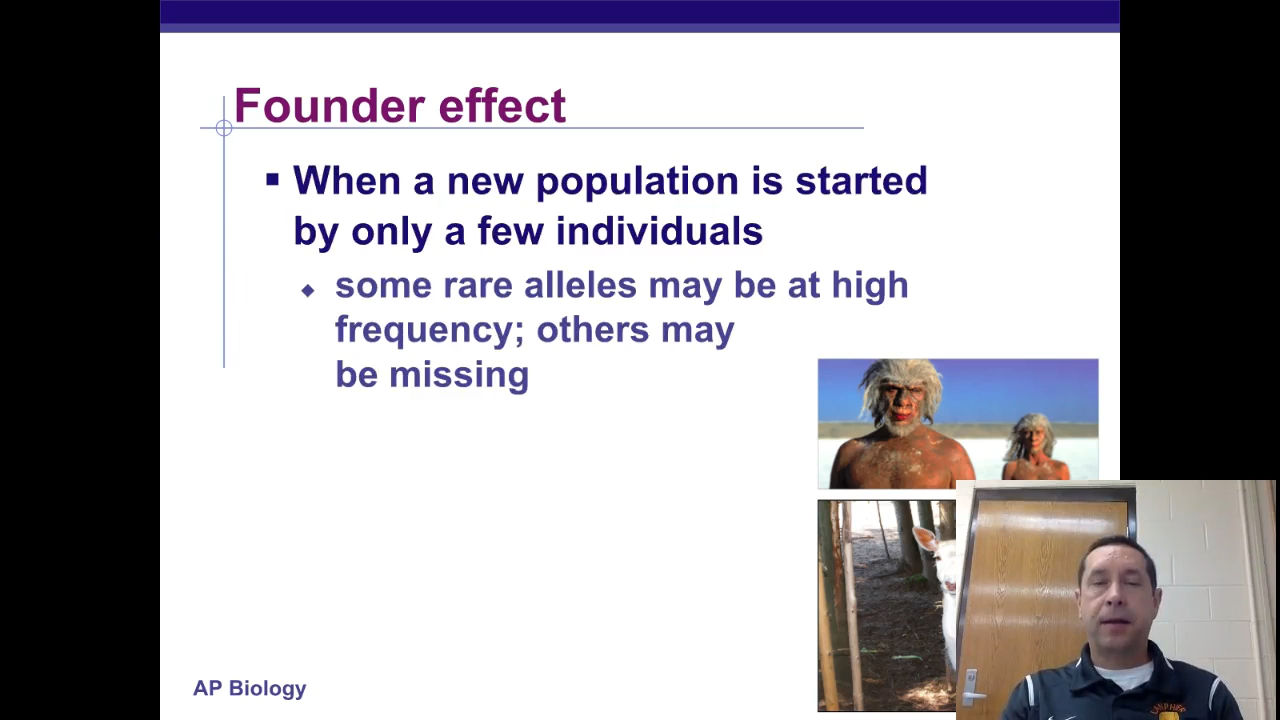 Founder effect
When a new population is started
by only a few individuals
some rare alleles may be at high
frequency; others may
be missing
AP Biology